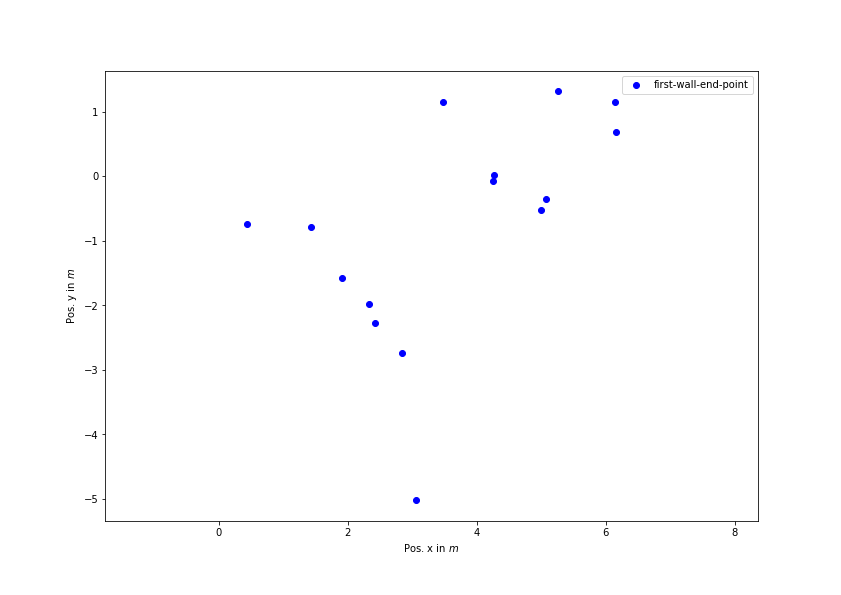 first-wall-end-point
1
0
−1
−2
−3
−4
−5
Pos. y in m
0 2 4 6 8
Pos. x in m